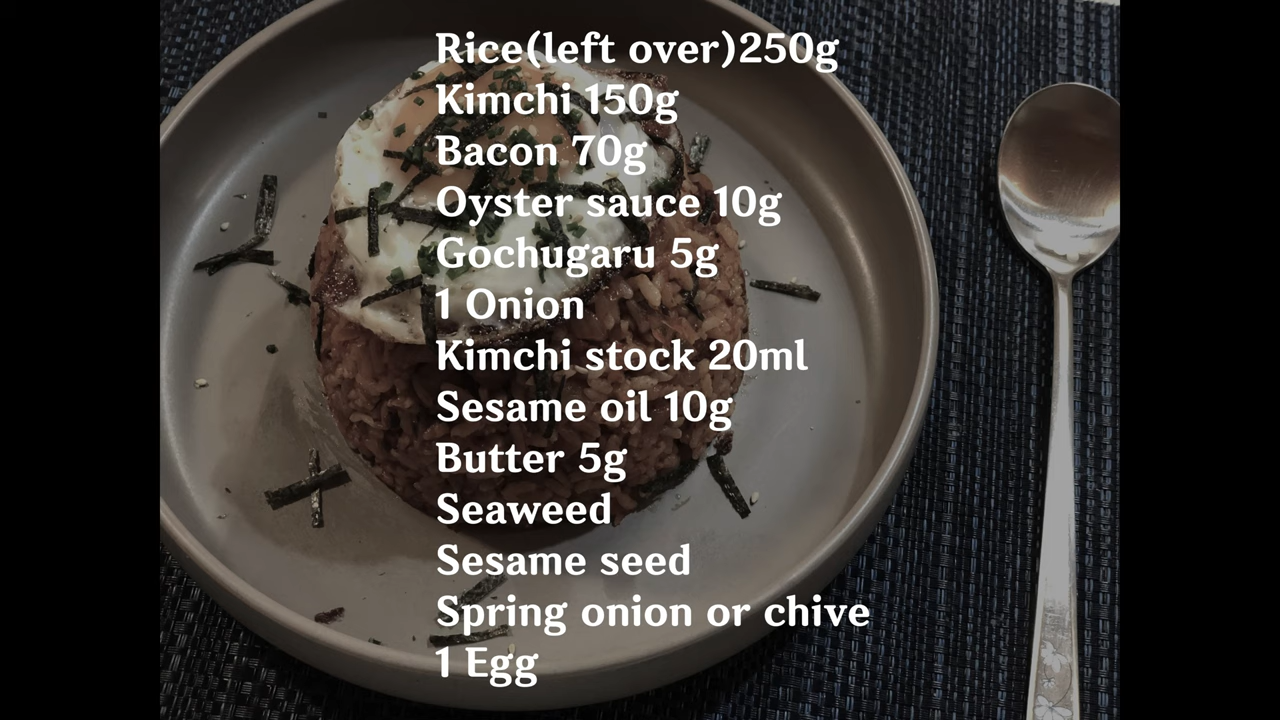 Rice(left over)250g
Kimchi 150g
Bacon 70g
Oyster sauce 10g
Gochugaru 5g
1 Onion
Kimchi stock 20ml
Sesame oil 10g
Butter 5g
Seaweed
Sesame seed
Spring onion or chive
1 Egg